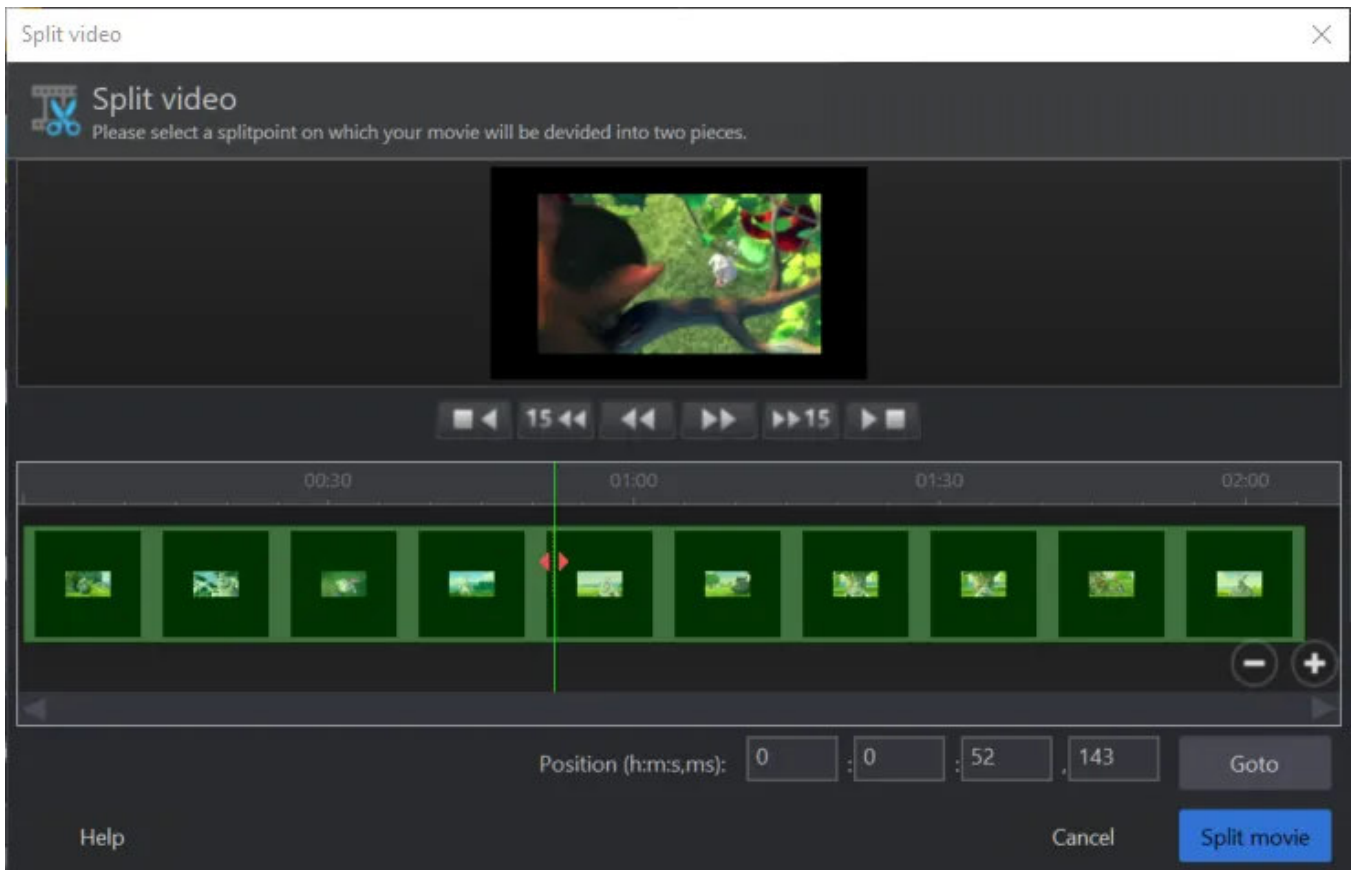 Split video
Split video
Please select a splitpoint on which your movie will be devided into two pieces.
15 15
00:30 01:00 01:30 02:00
Position (h:m:s,ms): 0 : 0 : 52 , 143 Goto
Help Cancel Split movie